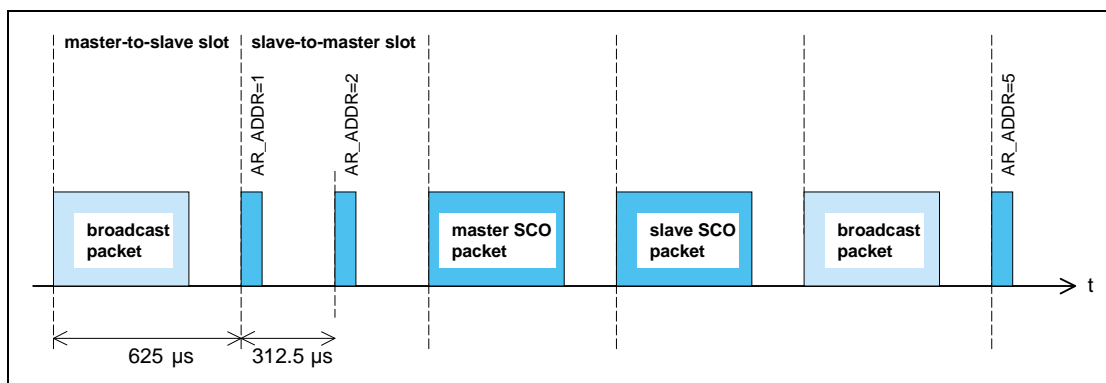 master-to-slave slot
slave-to-master slot
AR_ADDR=1
AR_ADDR=2
AR_ADDR=5
broadcast
packet
master SCO
packet
slave SCO
packet
broadcast
packet
t
625 µs
312.5 µs